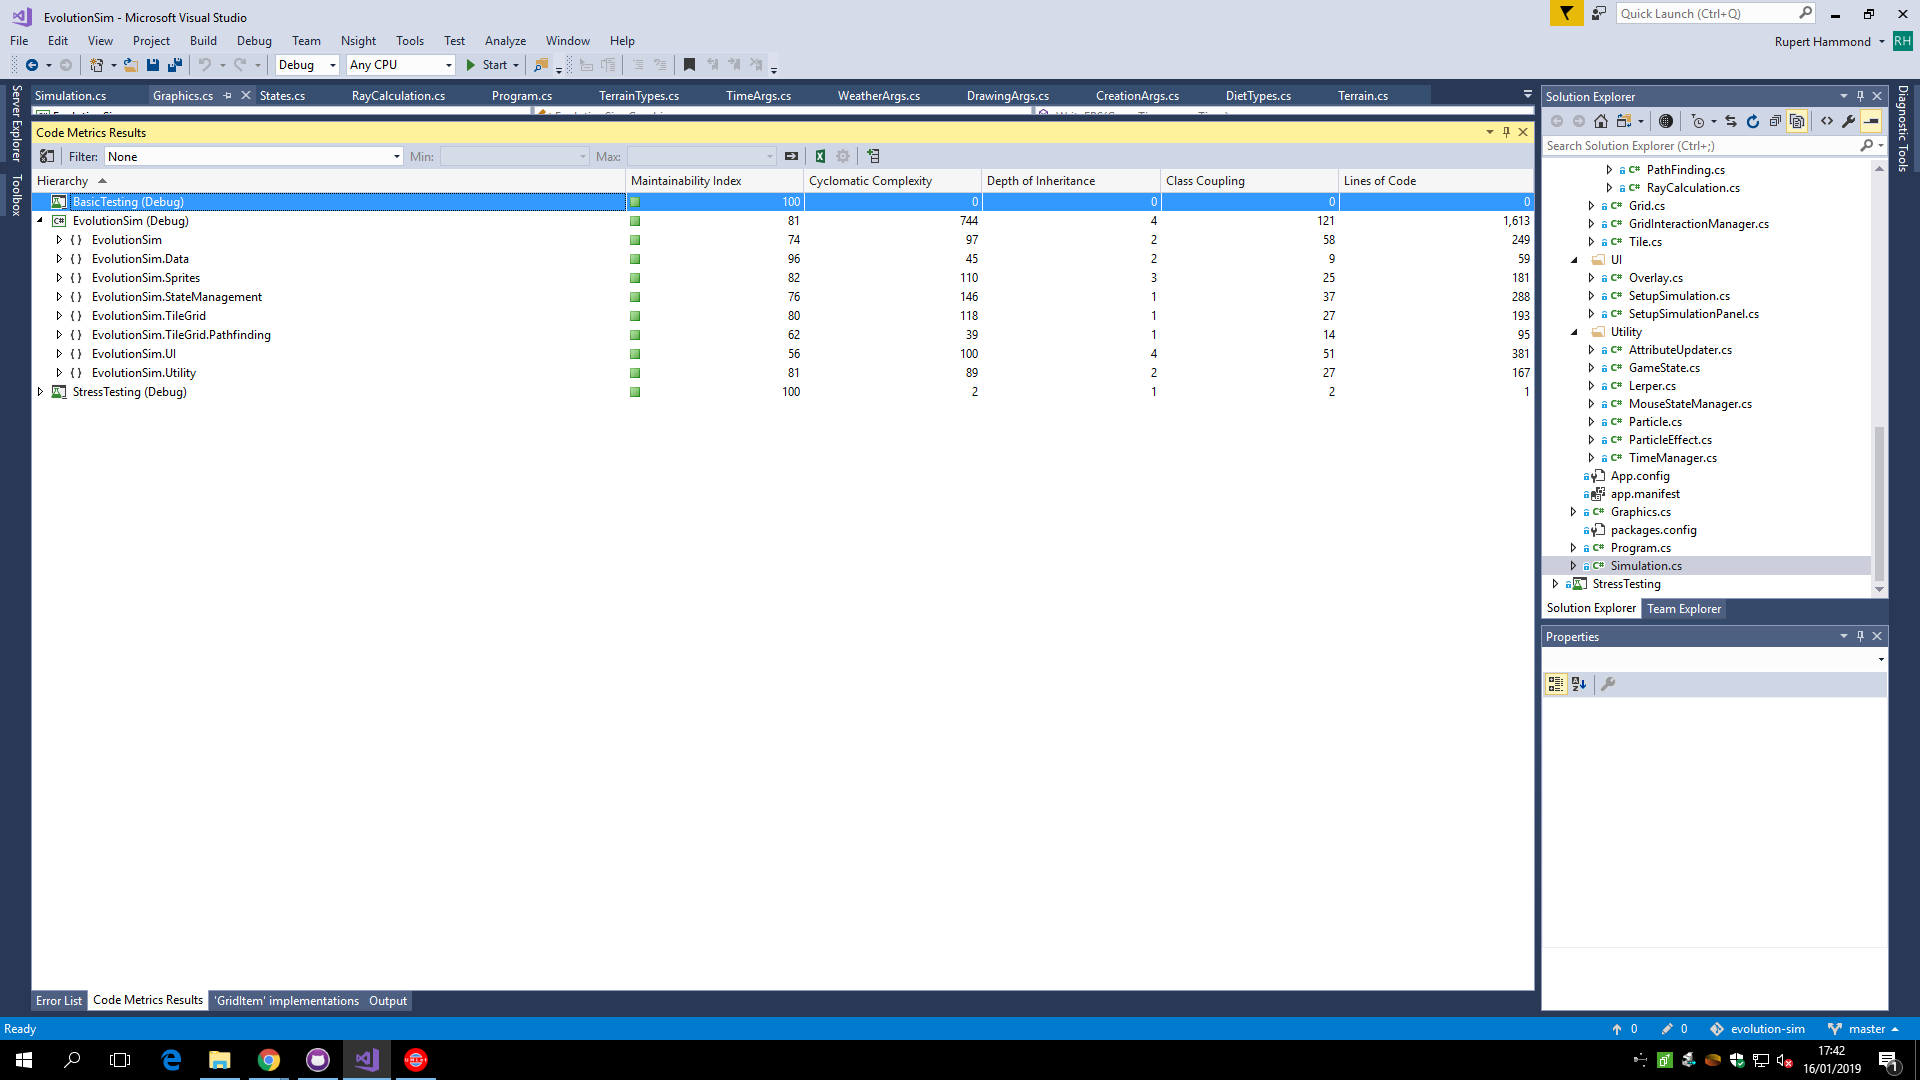 EvolutionSim - Microsoft Visual Studio
Quick Launch (Ctrl+Q)
File Edit View Project Build Debug Team Nsight Tools Test Analyze Window Help
Rupert Hammond RH
Debug Any CPU Start
Server Explorer
Toolbox
Simulation.cs Graphics.cs States.cs RayCalculation.cs Program.cs TerrainTypes.cs TimeArgs.cs WeatherArgs.cs DrawingArgs.cs CreationArgs.cs DietTypes.cs Terrain.cs
Code Metrics Results
Filter: None Min: Max:
Hierarchy Maintainability Index Cyclomatic Complexity Depth of Inheritance Class Coupling Lines of Code
BasicTesting (Debug) 100 0 0 0 0
C# EvolutionSim (Debug) 81 744 4 121 1,613
{ } EvolutionSim 74 97 2 58 249
{ } EvolutionSim.Data 96 45 2 9 59
{ } EvolutionSim.Sprites 82 110 3 25 181
{ } EvolutionSim.StateManagement 76 146 1 37 288
{ } EvolutionSim.TileGrid 80 118 1 27 193
{ } EvolutionSim.TileGrid.Pathfinding 62 39 1 14 95
{ } EvolutionSim.UI 56 100 4 51 381
{ } EvolutionSim.Utility 81 89 2 27 167
StressTesting (Debug) 100 2 1 2 1
Error List Code Metrics Results 'GridItem' implementations Output
Solution Explorer
Search Solution Explorer (Ctrl+;)
C# PathFinding.cs
C# RayCalculation.cs
C# Grid.cs
C# GridInteractionManager.cs
C# Tile.cs
UI
C# Overlay.cs
C# SetupSimulation.cs
C# SetupSimulationPanel.cs
Utility
C# AttributeUpdater.cs
C# GameState.cs
C# Lerper.cs
C# MouseStateManager.cs
C# Particle.cs
C# ParticleEffect.cs
C# TimeManager.cs
App.config
app.manifest
C# Graphics.cs
packages.config
C# Program.cs
C# Simulation.cs
StressTesting
Solution Explorer Team Explorer
Properties
Diagnostic Tools
Ready
0 0 evolution-sim master
17:42
16/01/2019
1